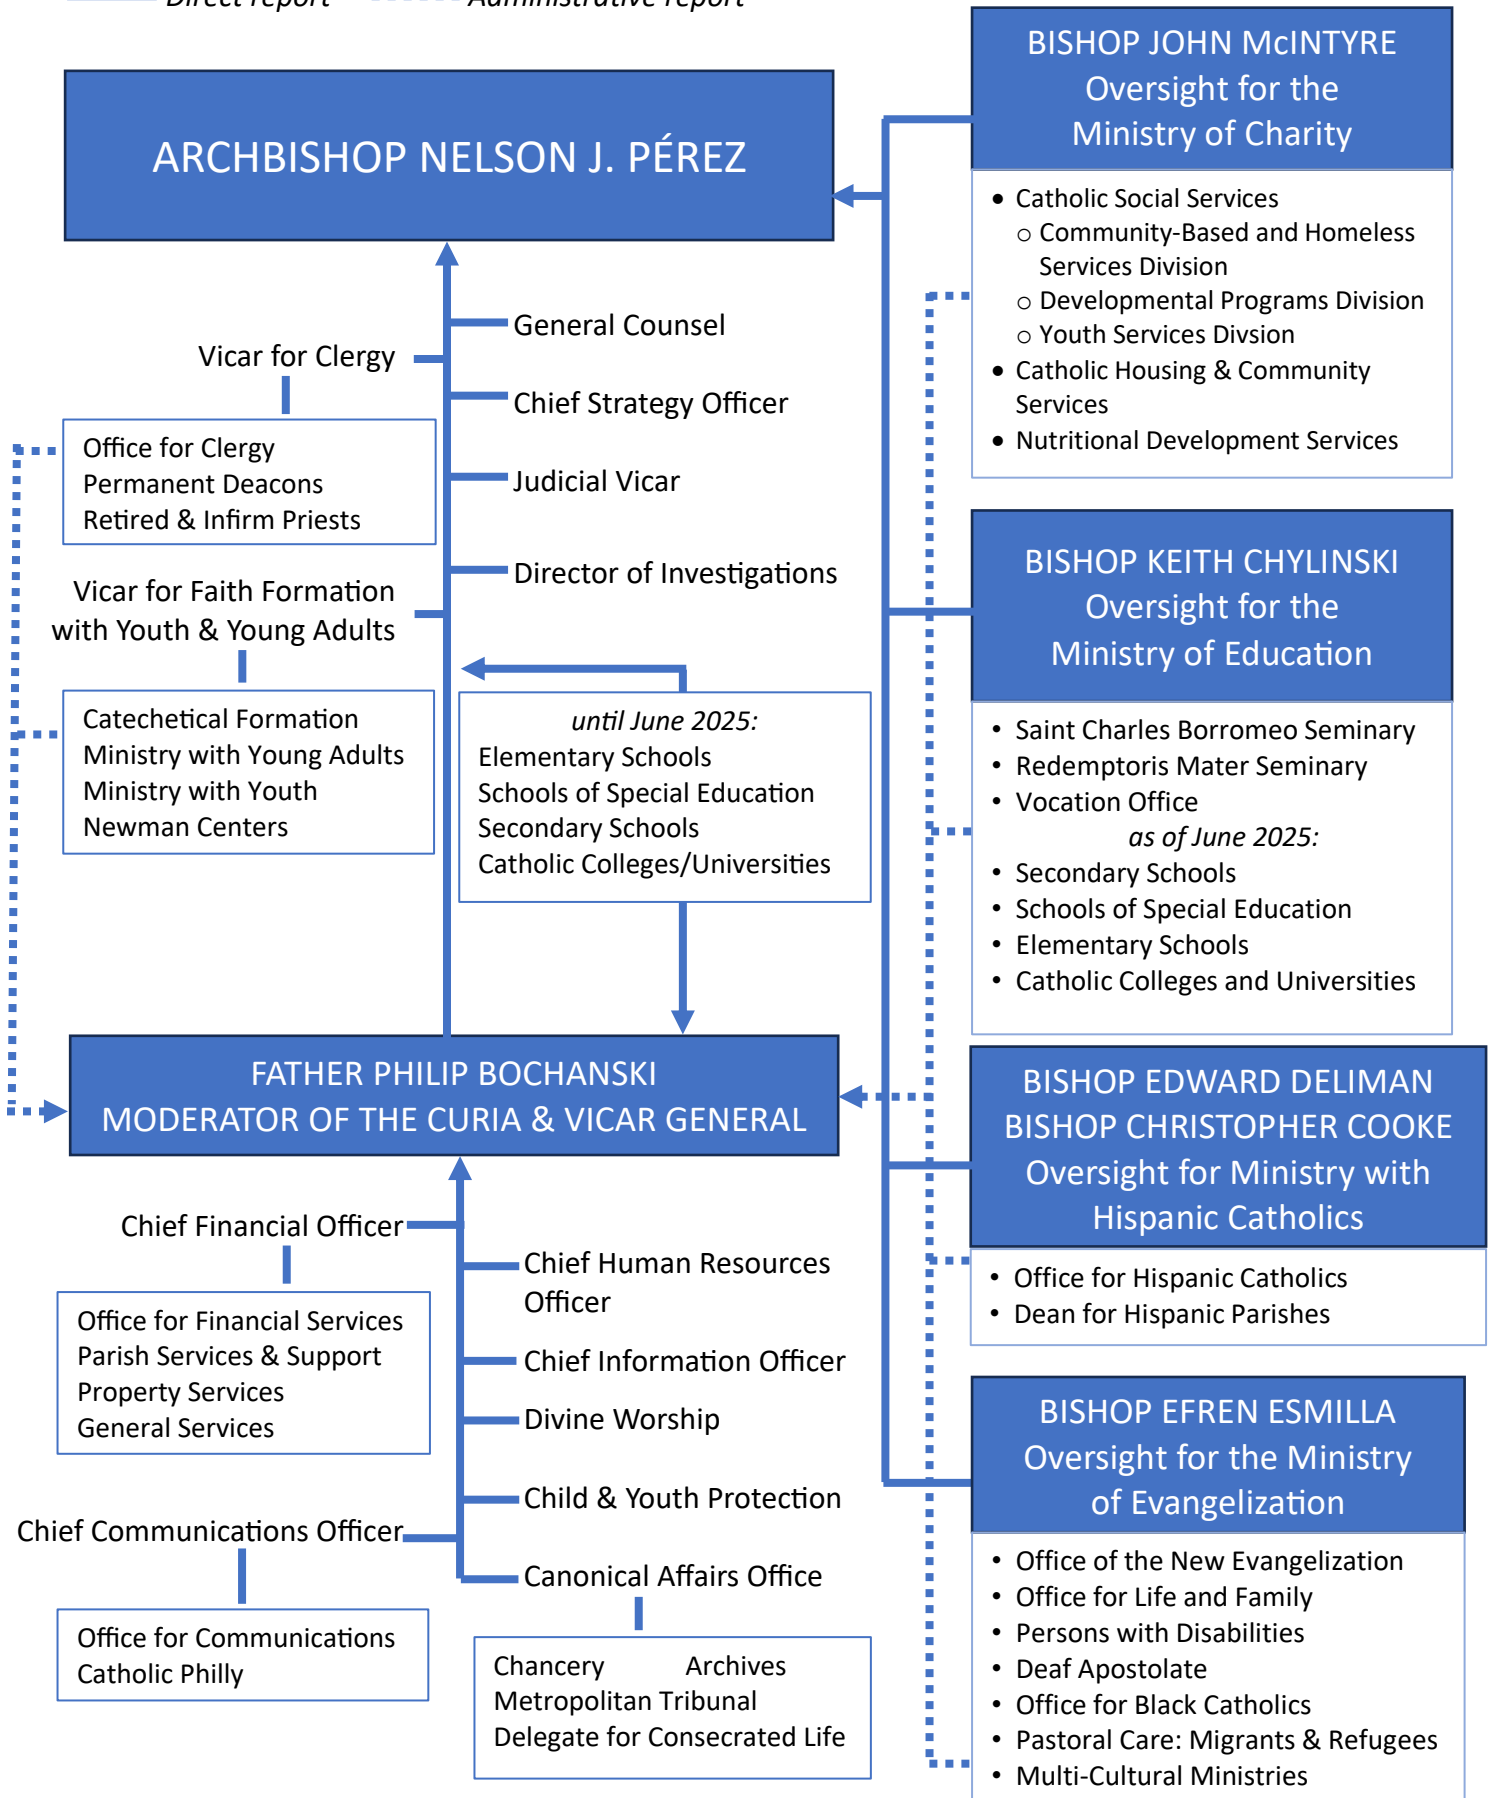 Direct report
Administrative report
ARCHBISHOP NELSON J. PÉREZ
General Counsel
Vicar for Clergy
Chief Strategy Officer
Office for Clergy
Permanent Deacons
Retired & Infirm Priests
Judicial Vicar
Director of Investigations
Vicar for Faith Formation
with Youth & Young Adults
Catechetical Formation
Ministry with Young Adults
Ministry with Youth
Newman Centers
until June 2025:
Elementary Schools
Schools of Special Education
Secondary Schools
Catholic Colleges/Universities
FATHER PHILIP BOCHANSKI
MODERATOR OF THE CURIA & VICAR GENERAL
Chief Financial Officer
Office for Financial Services
Parish Services & Support
Property Services
General Services
Chief Human Resources
Officer
Chief Information Officer
Divine Worship
Child & Youth Protection
Chief Communications Officer
Office for Communications
Catholic Philly
Canonical Affairs Office
Chancery Archives
Metropolitan Tribunal
Delegate for Consecrated Life
BISHOP JOHN McINTYRE
Oversight for the
Ministry of Charity
• Catholic Social Services
o Community-Based and Homeless
Services Division
o Developmental Programs Division
o Youth Services Divsion
• Catholic Housing & Community
Services
• Nutritional Development Services
BISHOP KEITH CHYLINSKI
Oversight for the
Ministry of Education
• Saint Charles Borromeo Seminary
• Redemptoris Mater Seminary
• Vocation Office
as of June 2025:
• Secondary Schools
• Schools of Special Education
• Elementary Schools
• Catholic Colleges and Universities
BISHOP EDWARD DELIMAN
BISHOP CHRISTOPHER COOKE
Oversight for Ministry with
Hispanic Catholics
• Office for Hispanic Catholics
• Dean for Hispanic Parishes
BISHOP EFREN ESMILLA
Oversight for the Ministry
of Evangelization
• Office of the New Evangelization
• Office for Life and Family
• Persons with Disabilities
• Deaf Apostolate
• Office for Black Catholics
• Pastoral Care: Migrants & Refugees
• Multi-Cultural Ministries